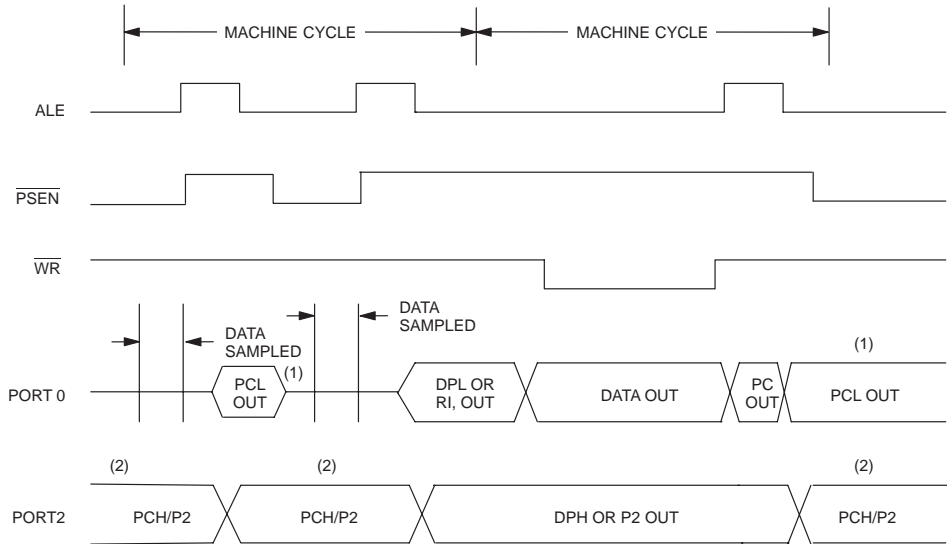 MACHINE CYCLE
MACHINE CYCLE
ALE
PSEN
WR
DATA
SAMPLED
DATA
SAMPLED
(1)
(1)
PORT 0
PCL
OUT
DPL OR
RI, OUT
DATA OUT
PC
OUT
PCL OUT
(2)
(2)
(2)
PORT2
PCH/P2
PCH/P2
DPH OR P2 OUT
PCH/P2